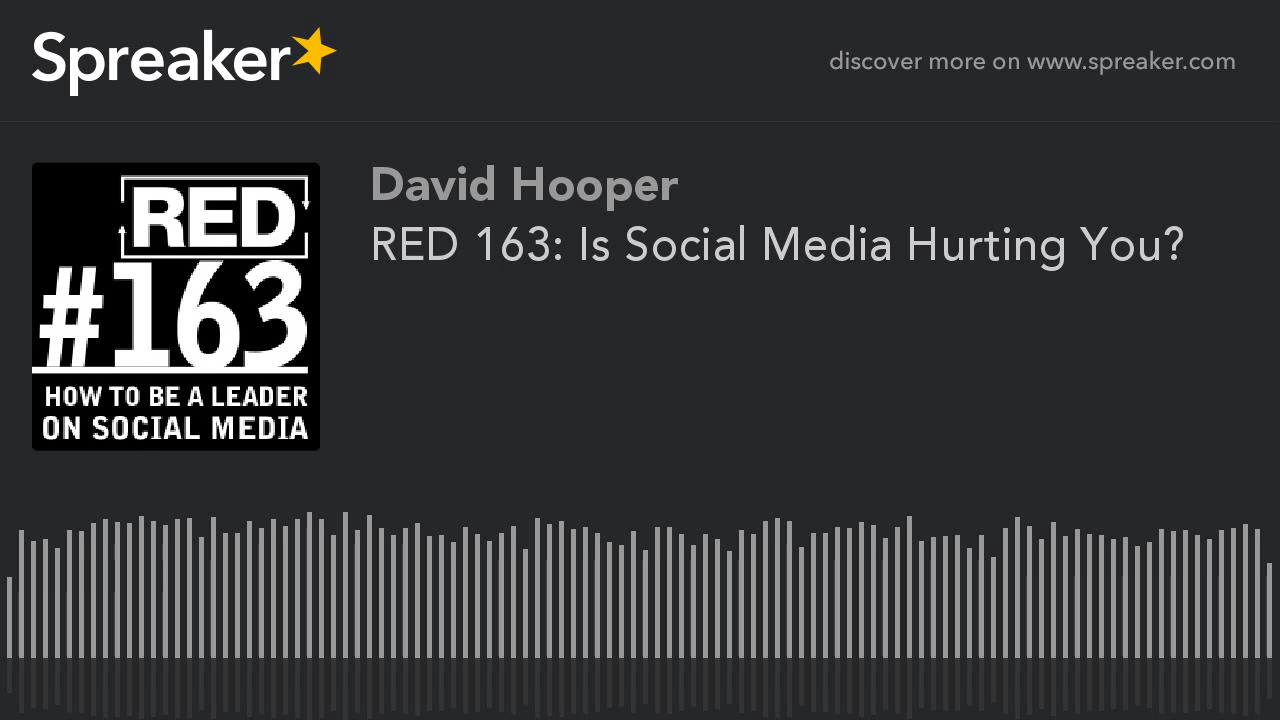 Spreaker
discover more on www.spreaker.com
RED
#163
HOW TO BE A LEADER
ON SOCIAL MEDIA
David Hooper
RED 163: Is Social Media Hurting You?